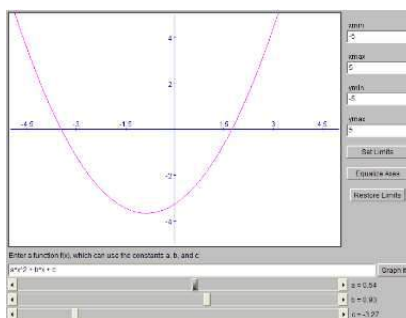 4
2
-4.5 -3 -1.5 1.5 3 4.5
-2
-4
xmin
-5
xmax
5
ymin
-5
ymax
5
Set Limits
Equalize Axes
Restore Limits
Enter a function f(x), which can use the constants a, b, and c:
a*x^2 + b*x + c
Graph it
a = 0.54
b = 0.93
c = -3.27